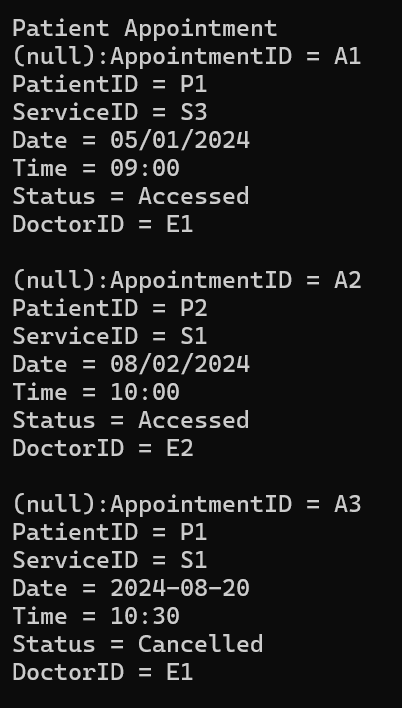 Patient Appointment
(null):AppointmentID = A1
PatientID = P1
ServiceID = S3
Date = 05/01/2024
Time = 09:00
Status = Accessed
DoctorID = E1

(null):AppointmentID = A2
PatientID = P2
ServiceID = S1
Date = 08/02/2024
Time = 10:00
Status = Accessed
DoctorID = E2

(null):AppointmentID = A3
PatientID = P1
ServiceID = S1
Date = 2024-08-20
Time = 10:30
Status = Cancelled
DoctorID = E1